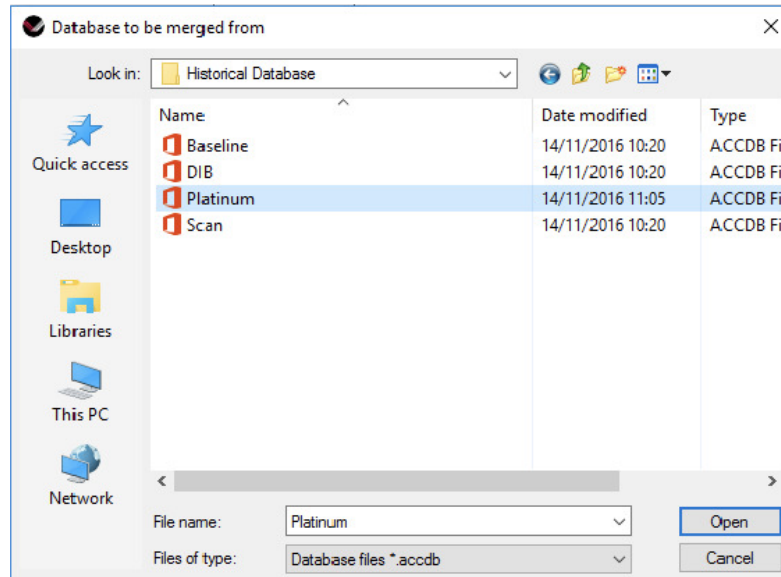 Database to be merged from
Look in: Historical Database
Name Date modified Type
Baseline 14/11/2016 10:20 ACCDB Fi
DIB 14/11/2016 10:20 ACCDB Fi
Platinum 14/11/2016 11:05 ACCDB Fi
Scan 14/11/2016 10:20 ACCDB Fi
Quick access
Desktop
Libraries
This PC
Network
File name: Platinum Open
Files of type: Database files *.accdb Cancel